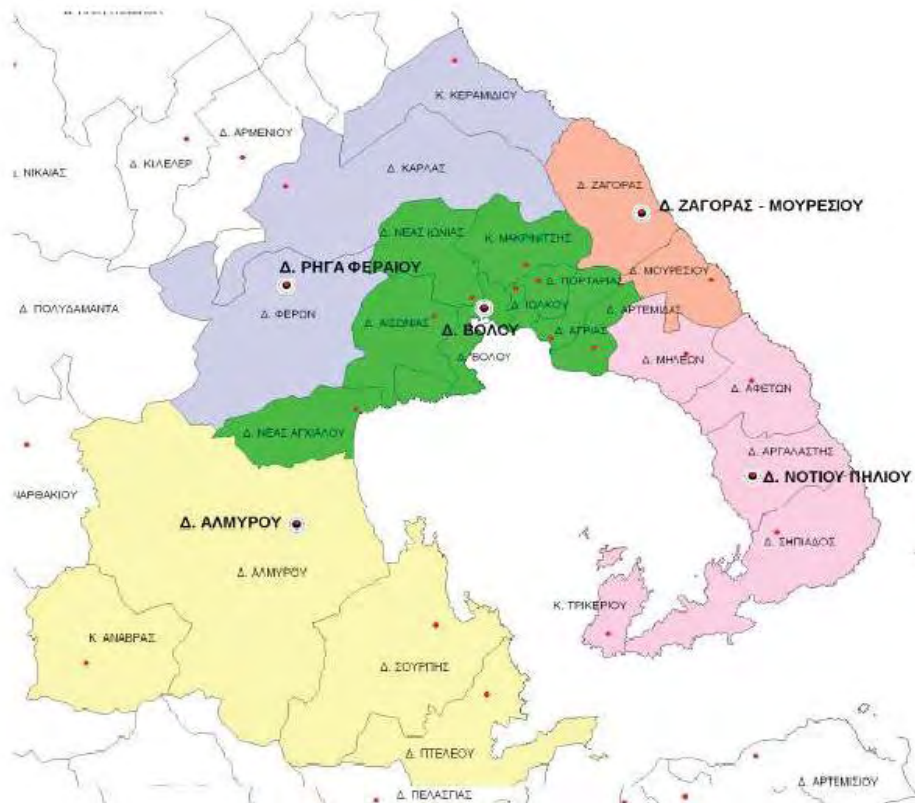 Κ. ΚΕΡΑΜΙΔΙΟΥ
Δ. ΑΡΜΕΝΙΟΥ
Δ. ΚΙΛΕΛΕΡ
Δ. ΝΙΚΑΙΑΣ
Δ. ΚΑΡΛΑΣ
Δ. ΖΑΓΟΡΑΣ
Δ. ΖΑΓΟΡΑΣ - ΜΟΥΡΕΣΙΟΥ
Δ. ΝΕΑΣ ΙΩΝΙΑΣ
Κ. ΜΑΚΡΙΝΙΤΣΗΣ
Δ. ΡΗΓΑ ΦΕΡΑΙΟΥ
Δ. ΠΟΡΤΑΡΙΑΣ
Δ. ΜΟΥΡΕΣΙΟΥ
Δ. ΠΟΛΥΔΑΜΑΝΤΑ
Δ. ΦΕΡΩΝ
Δ. ΙΩΛΚΟΥ
Δ. ΑΡΤΕΜΙΔΑΣ
Δ. ΑΙΣΩΝΙΑΣ
Δ. ΒΟΛΟΥ
Δ. ΑΓΡΙΑΣ
Δ. ΒΟΛΟΥ
Δ. ΜΗΛΕΩΝ
Δ. ΑΦΕΤΩΝ
Δ. ΝΕΑΣ ΑΓΧΙΑΛΟΥ
Δ. ΑΡΓΑΛΑΣΤΗΣ
Δ. ΝΟΤΙΟΥ ΠΗΛΙΟΥ
ΝΑΡΘΑΚΙΟΥ
Δ. ΑΛΜΥΡΟΥ
Δ. ΣΗΠΙΑΔΟΣ
Δ. ΑΛΜΥΡΟΥ
Κ. ΤΡΙΚΕΡΙΟΥ
Κ. ΑΝΑΒΡΑΣ
Δ. ΣΟΥΡΠΗΣ
Δ. ΠΤΕΛΕΟΥ
Δ. ΑΡΤΕΜΙΣΙΟΥ
Δ. ΠΕΛΑΣΓΙΑΣ